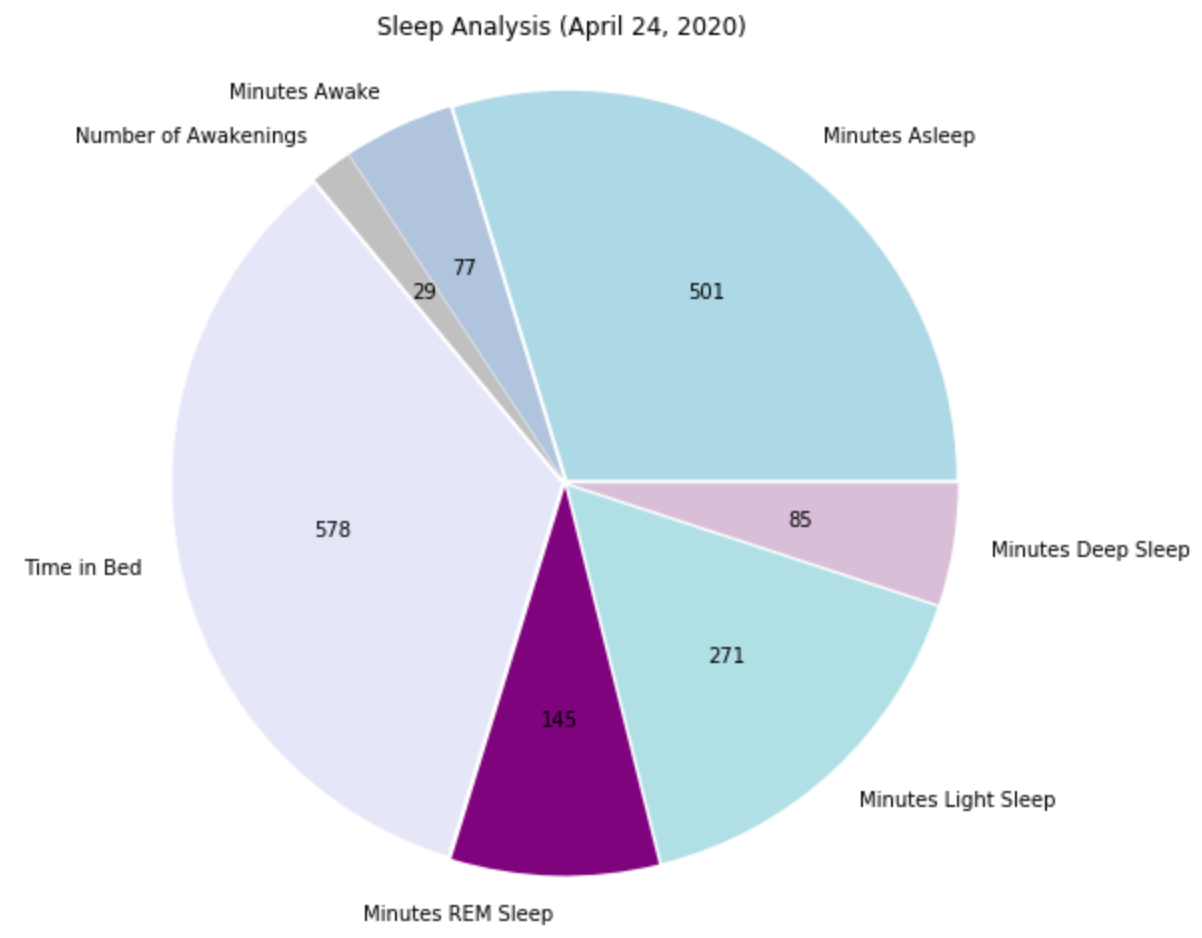 Sleep Analysis (April 24, 2020)
Minutes Awake
Number of Awakenings
Minutes Asleep
77
29
501
578
85
Minutes Deep Sleep
Time in Bed
271
145
Minutes Light Sleep
Minutes REM Sleep